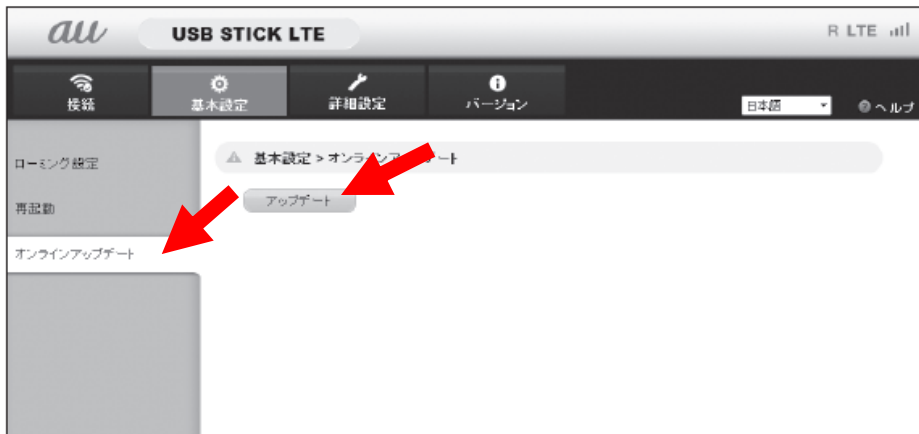 au USB STICK LTE R LTE
接続 基本設定 詳細設定 バージョン 日本語 ヘルプ
ローミング設定
再起動
オンラインアップデート
基本設定 > オンラインアップデート
アップデート